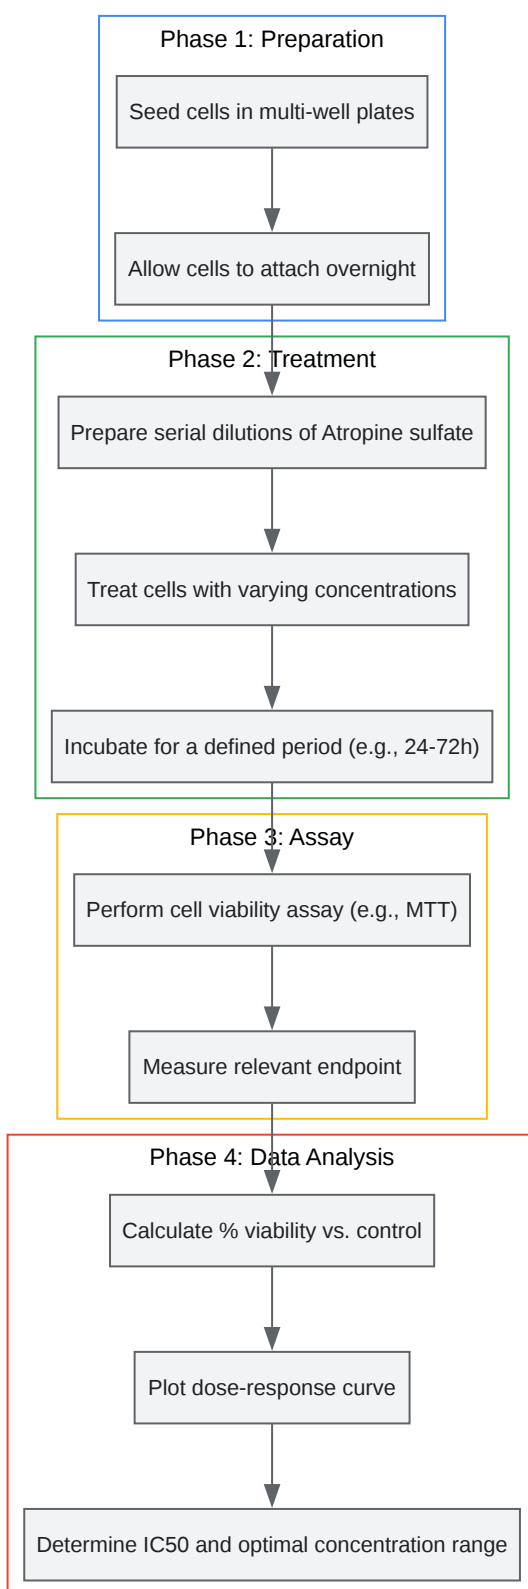 Phase 1: Preparation
Seed cells in multi-well plates
Allow cells to attach overnight
Phase 2: Treatment
Prepare serial dilutions of Atropine sulfate
Treat cells with varying concentrations
Incubate for a defined period (e.g., 24-72h)
Phase 3: Assay
Perform cell viability assay (e.g., MTT)
Measure relevant endpoint
Phase 4: Data Analysis
Calculate % viability vs. control
Plot dose-response curve
Determine IC50 and optimal concentration range